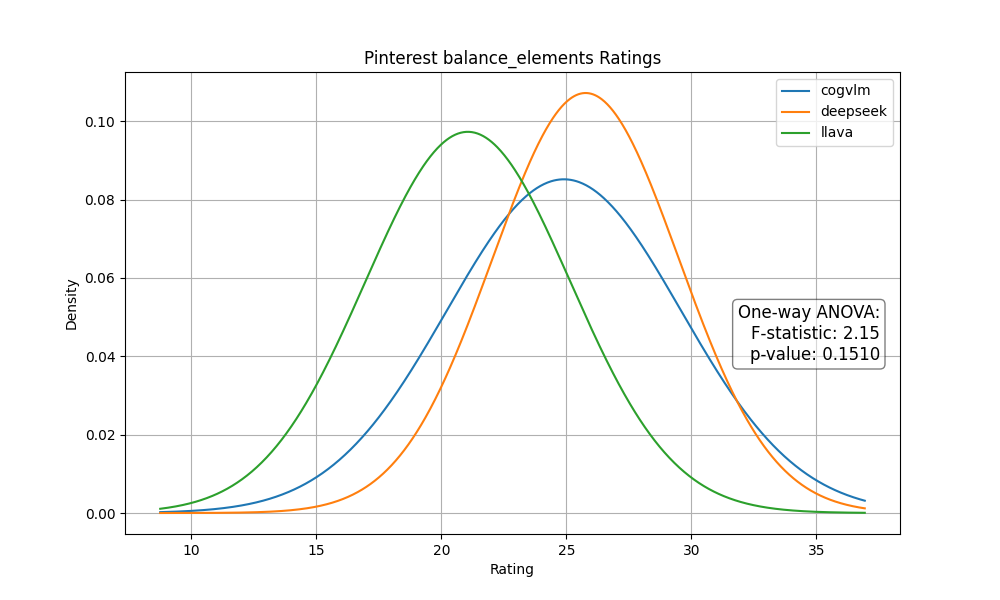 Pinterest balance_elements Ratings
cogvlm
deepseek
llava
One-way ANOVA:
F-statistic: 2.15
p-value: 0.1510
Density
0.10
0.08
0.06
0.04
0.02
0.00
10 15 20 25 30 35
Rating